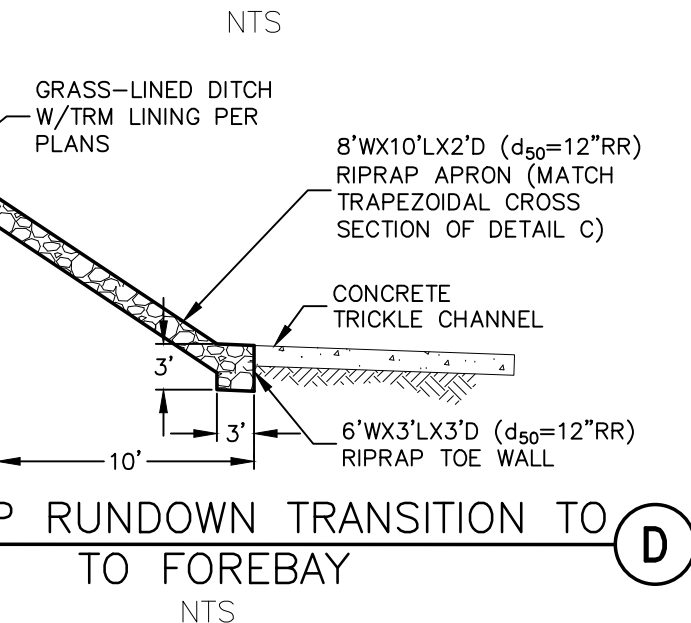 NTS
GRASS-LINED DITCH
W/TRM LINING PER
PLANS
8'WX10'LX2'D (d50=12"RR)
RIPRAP APRON (MATCH
TRAPEZOIDAL CROSS
SECTION OF DETAIL C)
CONCRETE
TRICKLE CHANNEL
3'
3'
6'WX3'LX3'D (d50=12"RR)
RIPRAP TOE WALL
10'
P RUNDOWN TRANSITION TO
D
TO FOREBAY
NTS